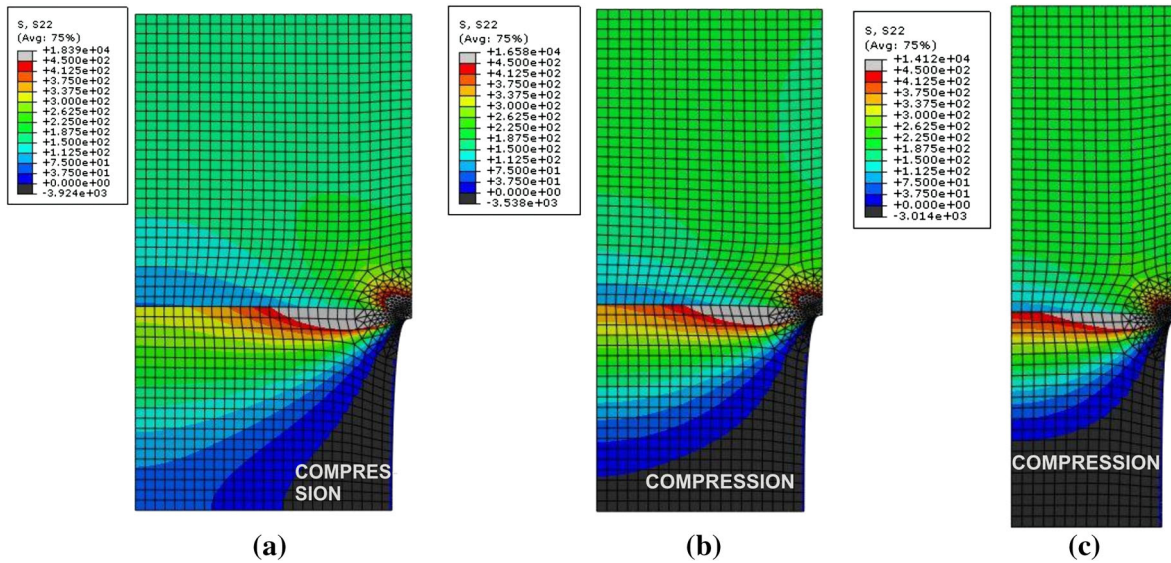 S, S22
(Avg: 75%)
+1.839e+04
+4.500e+02
+4.125e+02
+3.750e+02
+3.375e+02
+3.000e+02
+2.625e+02
+2.250e+02
+1.875e+02
+1.500e+02
+1.125e+02
+7.500e+01
+3.750e+01
+0.000e+00
-3.924e+03
COMPRES
SION
(a)
S, S22
(Avg: 75%)
+1.658e+04
+4.500e+02
+4.125e+02
+3.750e+02
+3.375e+02
+3.000e+02
+2.625e+02
+2.250e+02
+1.875e+02
+1.500e+02
+1.125e+02
+7.500e+01
+3.750e+01
+0.000e+00
-3.538e+03
COMPRESSION
(b)
S, S22
(Avg: 75%)
+1.412e+04
+4.500e+02
+4.125e+02
+3.750e+02
+3.375e+02
+3.000e+02
+2.625e+02
+2.250e+02
+1.875e+02
+1.500e+02
+1.125e+02
+7.500e+01
+3.750e+01
+0.000e+00
-3.014e+03
COMPRESSION
(c)